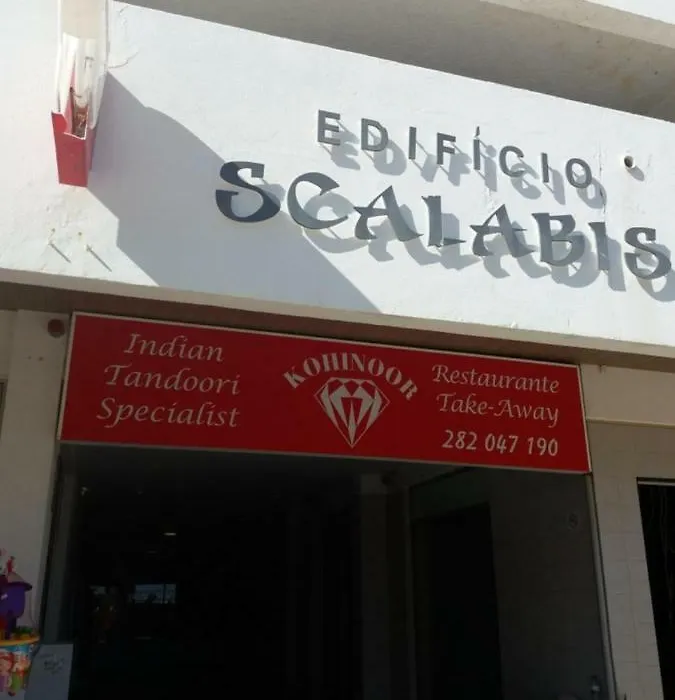 EDIFÍCIO
SCALABIS
Indian
Tandoori
Specialist
KOHINOOR
Restaurante
Take-Away
282 047 190